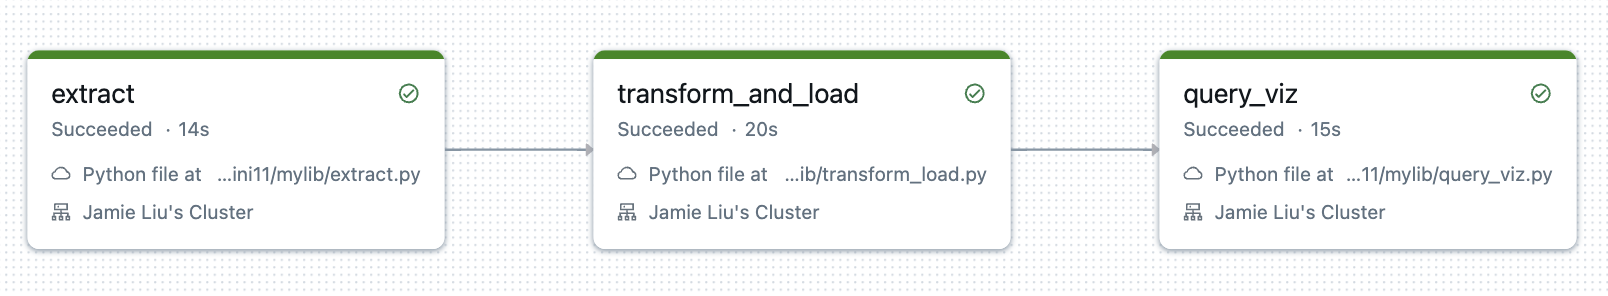 extract
Succeeded · 14s
Python file at ...ini11/mylib/extract.py
Jamie Liu's Cluster
transform_and_load
Succeeded · 20s
Python file at ...ib/transform_load.py
Jamie Liu's Cluster
query_viz
Succeeded · 15s
Python file at ...11/mylib/query_viz.py
Jamie Liu's Cluster